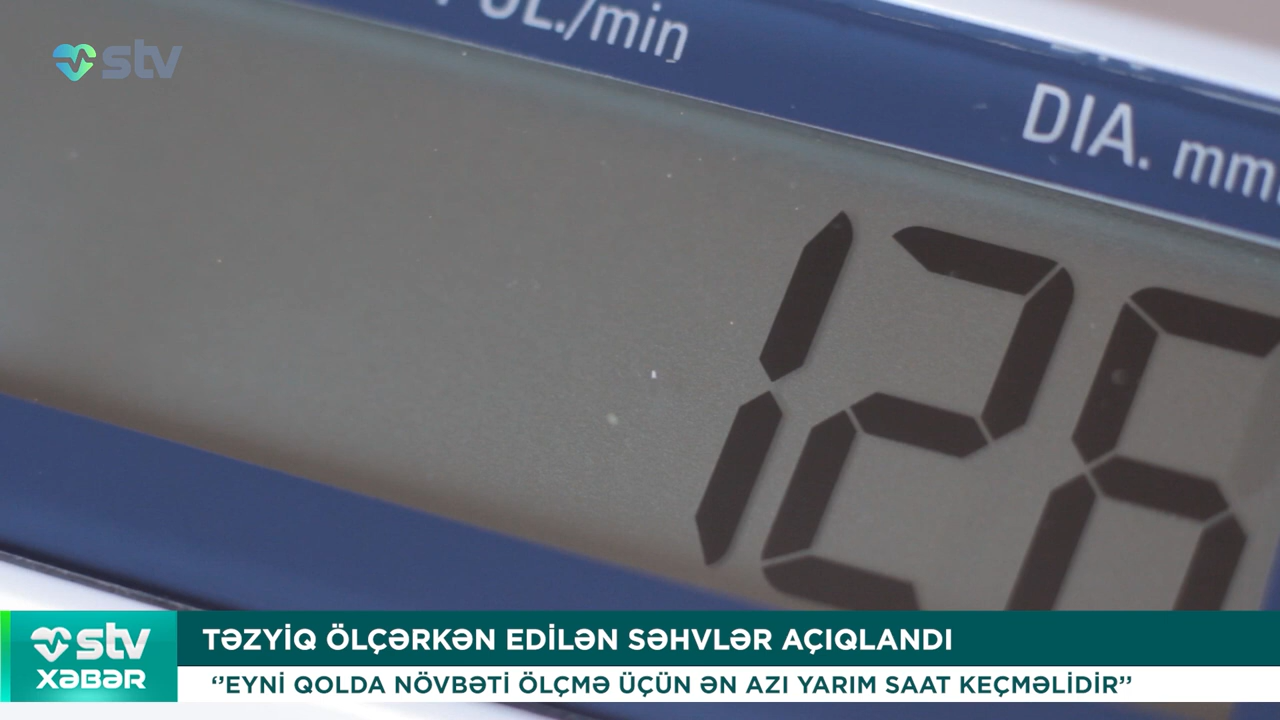 stv
PUL./min
DIA. mm
126
stv
XƏBƏR
TƏZYİQ ÖLÇƏRKƏN EDİLƏN SƏHVLƏR AÇIQLANDI
‘’EYNİ QOLDA NÖVBƏTİ ÖLÇMƏ ÜÇÜN ƏN AZI YARIM SAAT KEÇMƏLİDİR’’